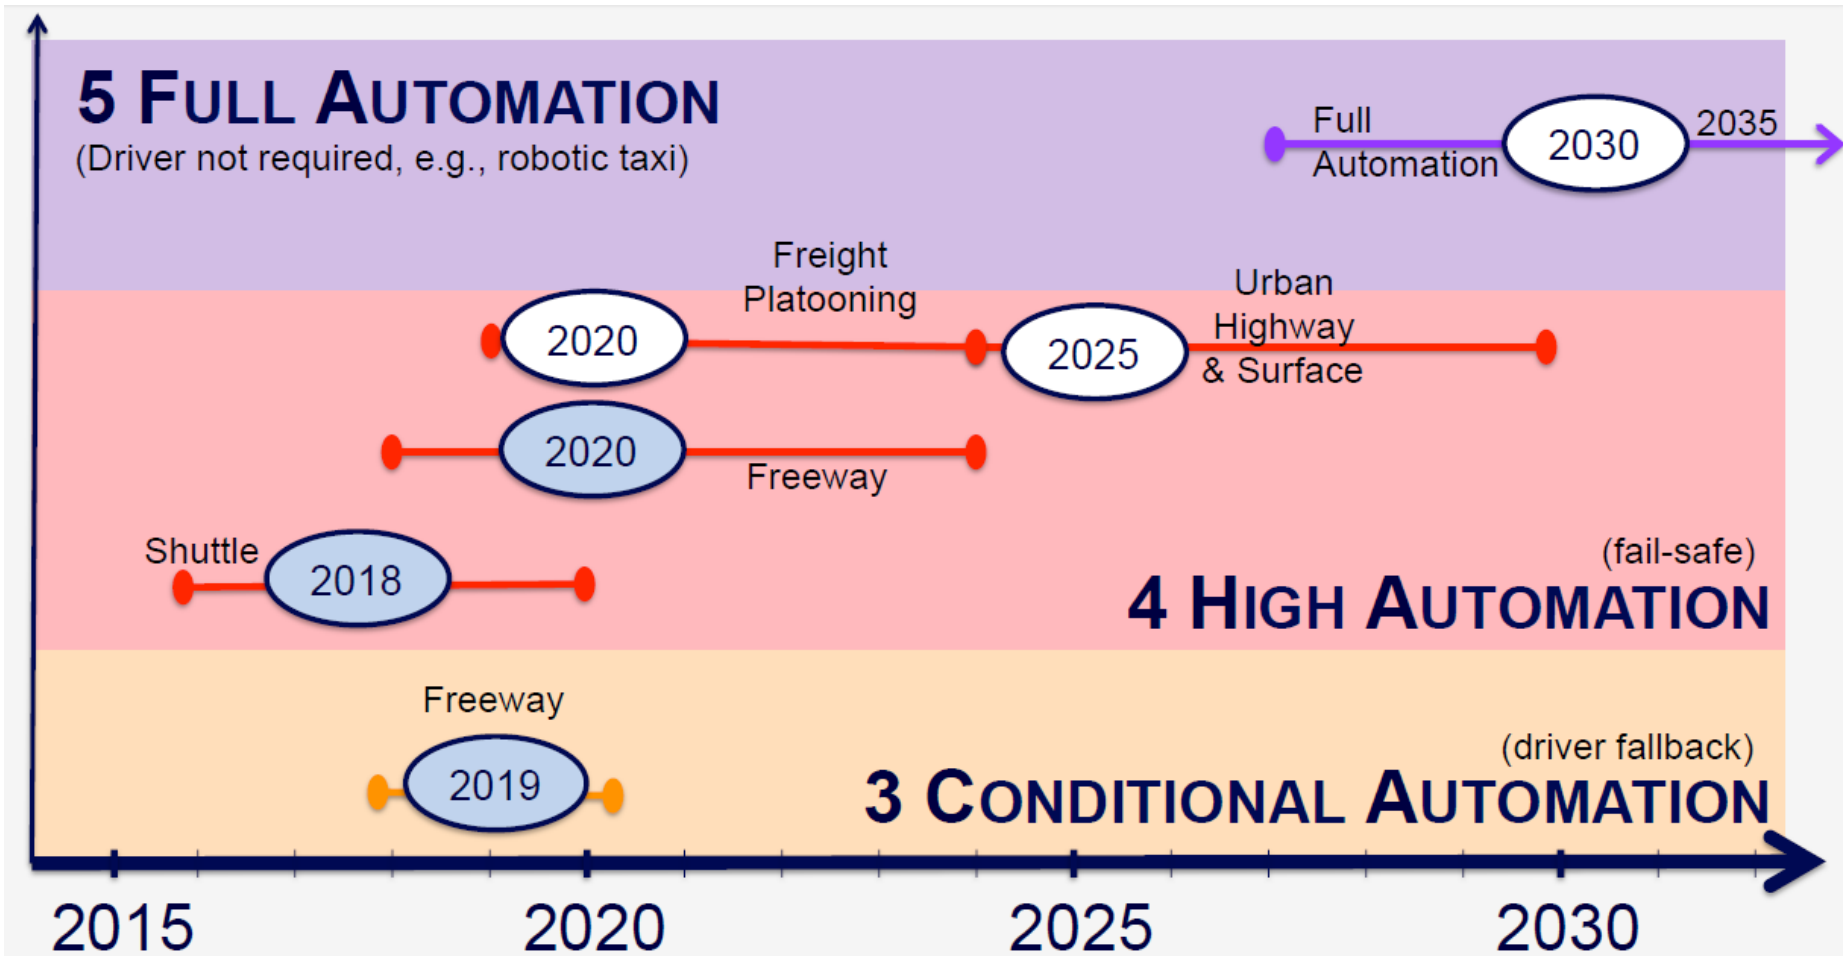 5 FULL AUTOMATION
(Driver not required, e.g., robotic taxi)
Full
Automation
2030
2035
Freight
Platooning
2020
2025
Urban
Highway
& Surface
2020
Freeway
Shuttle
2018
(fail-safe)
4 HIGH AUTOMATION
Freeway
2019
(driver fallback)
3 CONDITIONAL AUTOMATION
2015
2020
2025
2030